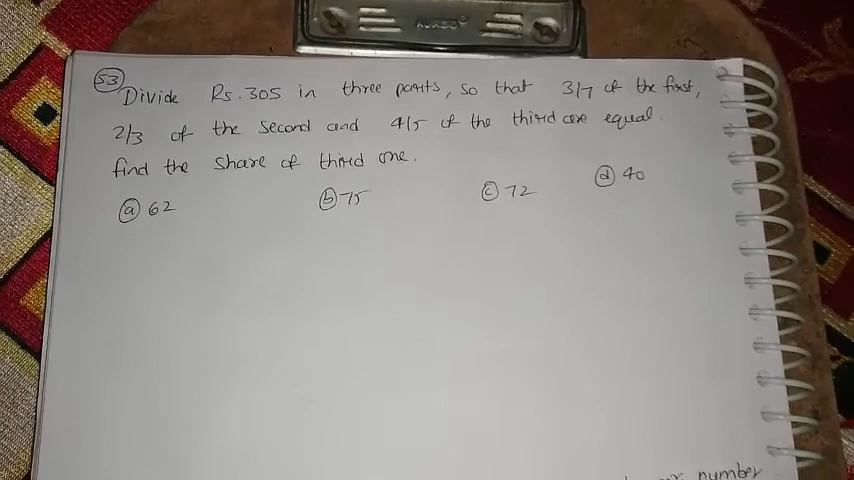 53 Divide Rs. 305 in three parts, so that 3/7 of the first,
2/3 of the second and 4/5 of the third are equal.
find the share of third one.
a 62 b 75 c 72 d 40
number